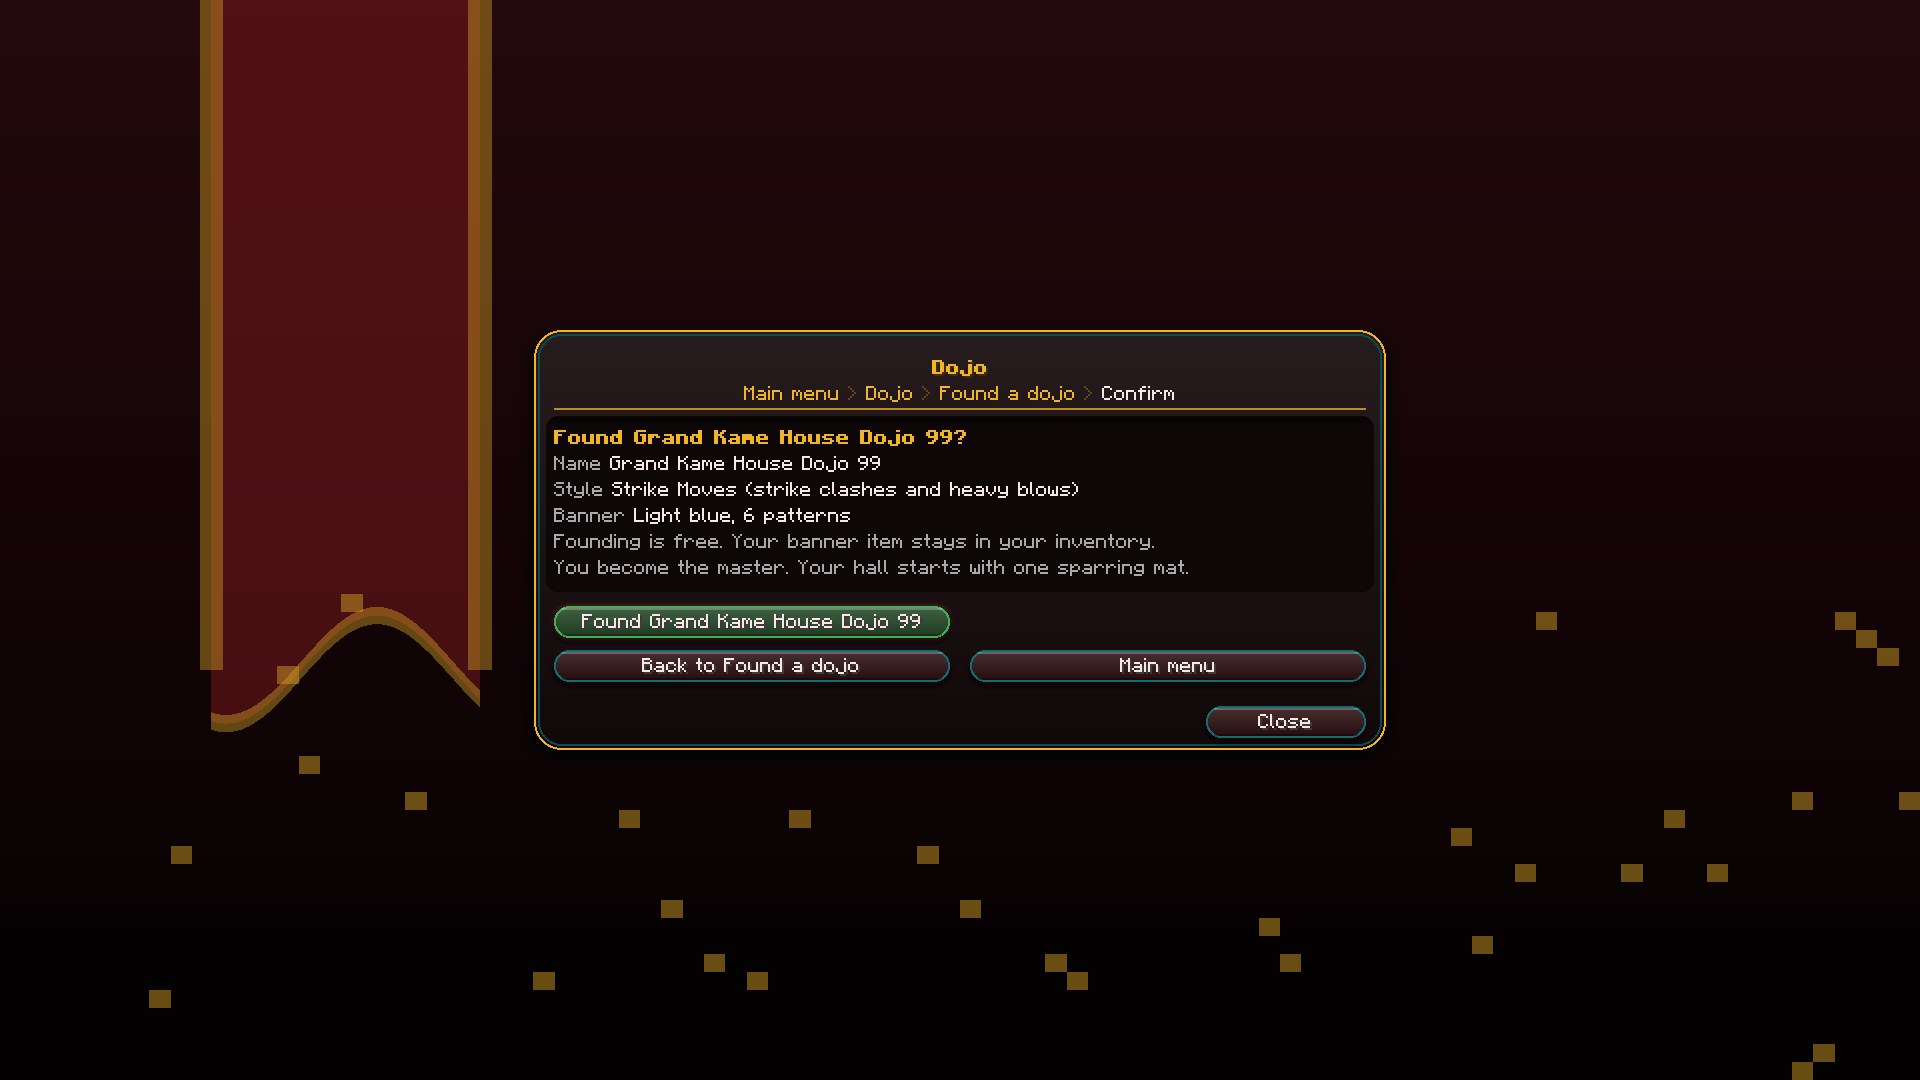 Dojo
Main menu > Dojo > Found a dojo > Confirm
Found Grand Kame House Dojo 99?
Name Grand Kame House Dojo 99
Style Strike Moves (strike clashes and heavy blows)
Banner Light blue, 6 patterns
Founding is free. Your banner item stays in your inventory.
You become the master. Your hall starts with one sparring mat.
Found Grand Kame House Dojo 99
Back to Found a dojo
Main menu
Close